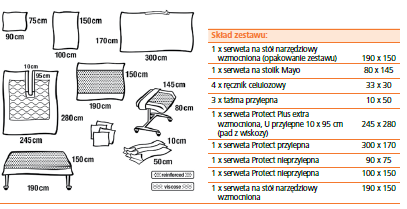 75cm
90cm
150cm
100cm
170cm
300cm
10cm
95cm
280cm
245cm
150cm
190cm
145cm
80cm
10cm
50cm
150cm
190cm
reinforced
viscose
Skład zestawu:
1 x serweta na stół narzędziowy
wzmocniona (opakowanie zestawu) 190 x 150
1 x serweta na stolik Mayo 80 x 145
4 x ręcznik celulozowy 33 x 30
3 x taśma przylepna 10 x 50
1 x serweta Protect Plus extra
wzmocniona, U przylepne 10 x 95 cm 245 x 280
(pad z wiskozy)
1 x serweta Protect przylepna 300 x 170
1 x serweta Protect nieprzylepna 90 x 75
1 x serweta Protect nieprzylepna 100 x 150
1 x serweta na stół narzędziowy 190 x 150
wzmocniona